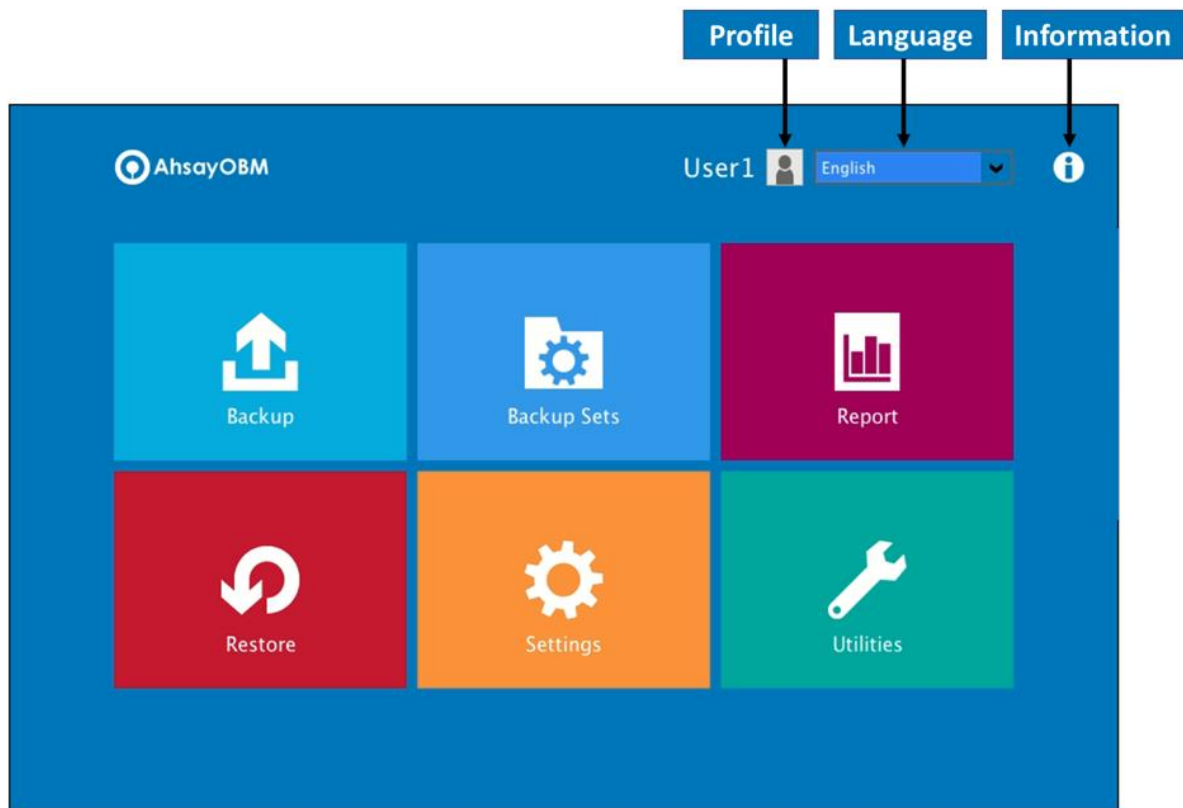 Profile Language Information
AhsayOBM User1 English
Backup Backup Sets Report
Restore Settings Utilities